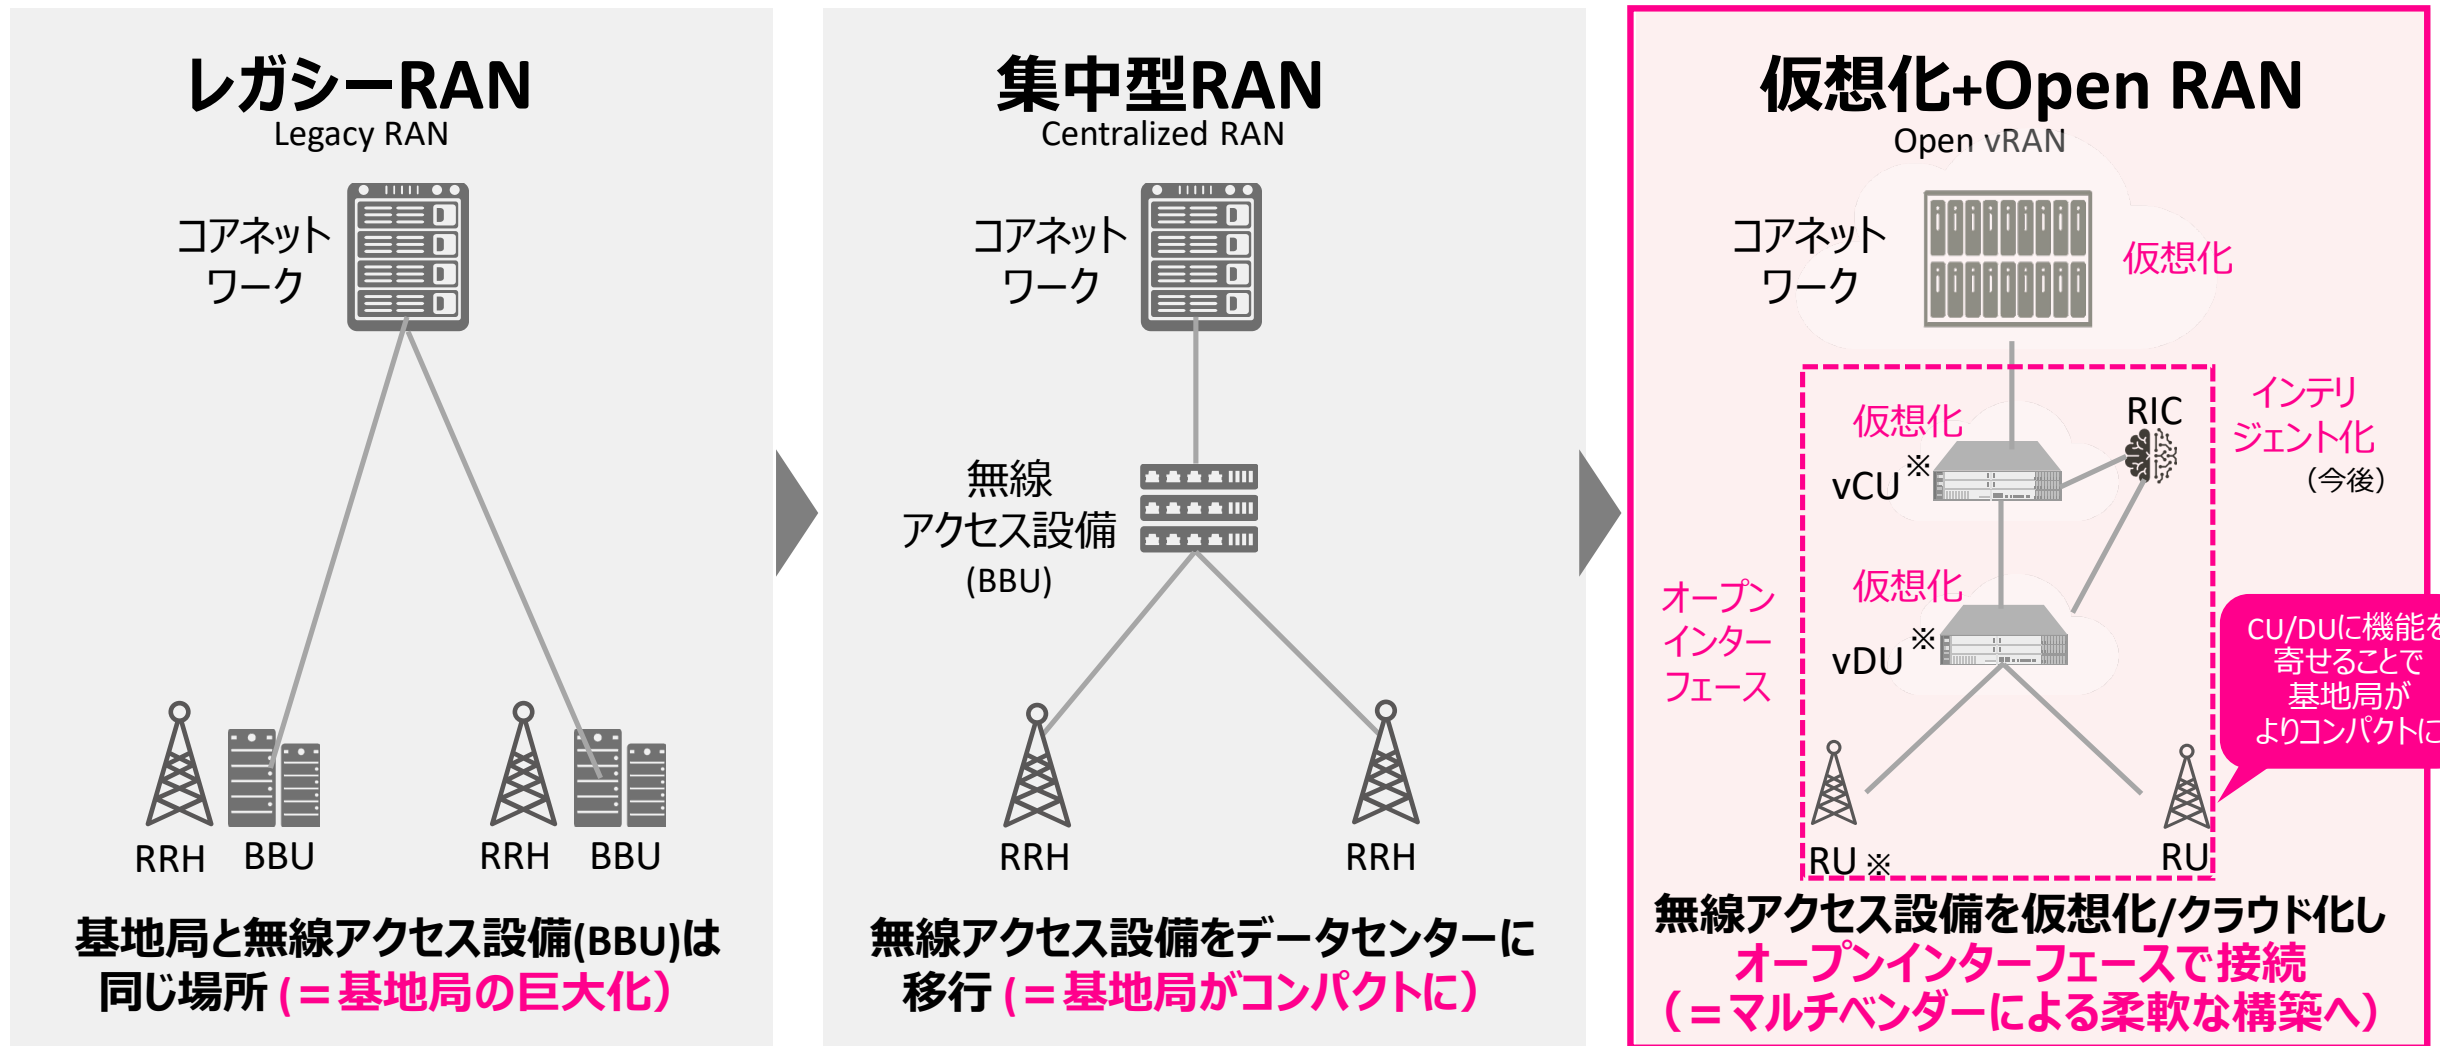 レガシーRAN
Legacy RAN
コアネット
ワーク
RRH
BBU
RRH
BBU
基地局と無線アクセス設備(BBU)は
同じ場所 (＝基地局の巨大化）
集中型RAN
Centralized RAN
コアネット
ワーク
無線
アクセス設備
(BBU)
RRH
RRH
無線アクセス設備をデータセンターに
移行 (＝基地局がコンパクトに）
仮想化+Open RAN
Open vRAN
コアネット
ワーク
仮想化
仮想化
vCU※
RIC
インテリ
ジェント化
（今後）
オープン
インター
フェース
仮想化
vDU※
CU/DUに機能を
寄せることで
基地局が
よりコンパクトに
RU※
RU
無線アクセス設備を仮想化/クラウド化し
オープンインターフェースで接続
（＝マルチベンダーによる柔軟な構築へ）